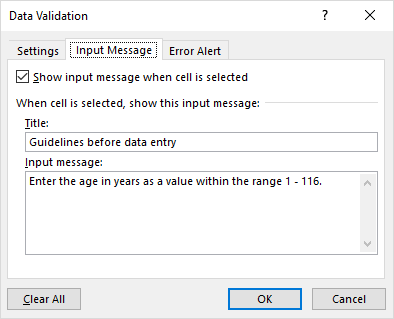 Data Validation ? ×
Settings Input Message Error Alert
Show input message when cell is selected
When cell is selected, show this input message:
Title:
Guidelines before data entry
Input message:
Enter the age in years as a value within the range 1 - 116.
Clear All OK Cancel